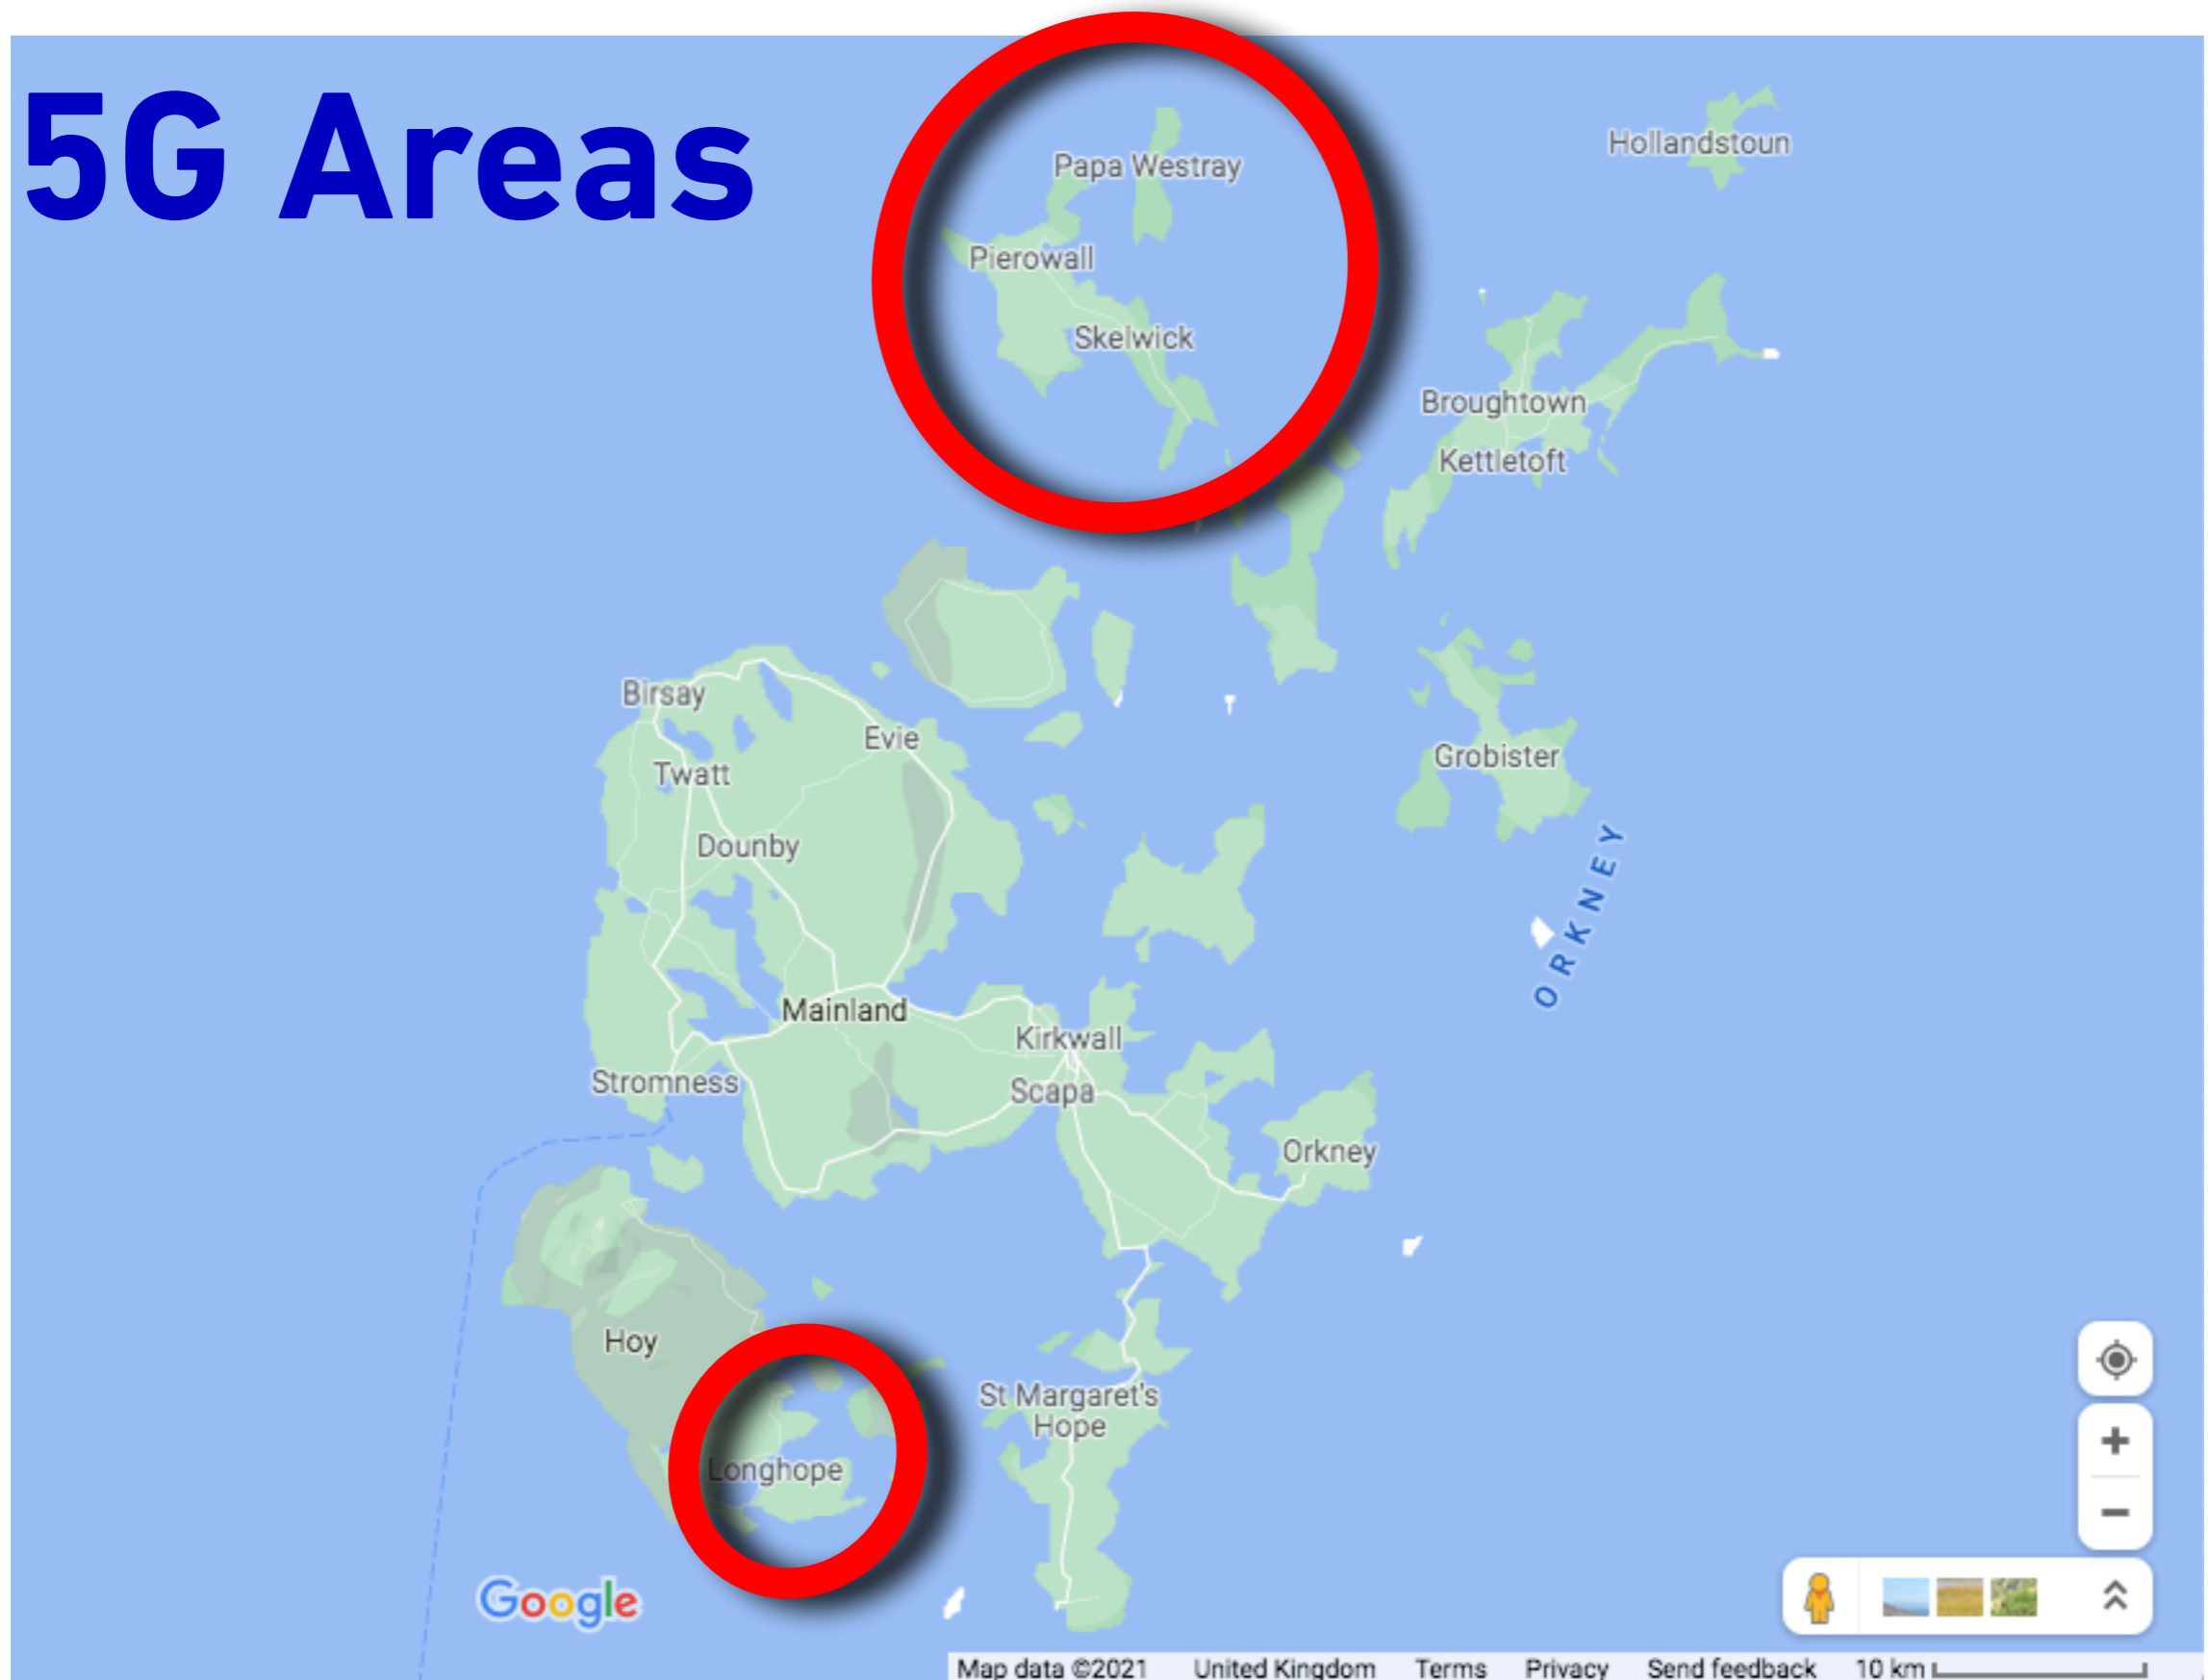 5G Areas
Hollandstoun
Papa Westray
Pierowall
Skelwick
Broughtown
Kettletoft
Birsay
Evie
Twatt
Grobister
Dounby
ORKNEY
Mainland
Kirkwall
Stromness
Scapa
Orkney
Hoy
St Margaret's
Hope
Longhope
Google
Map data ©2021 United Kingdom Terms Privacy Send feedback 10 km